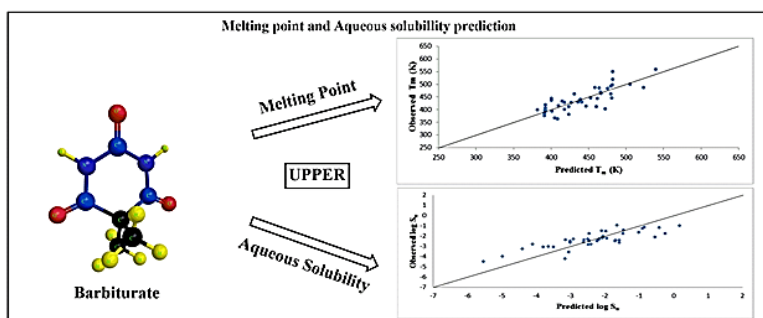 Melting point and Aqueous solubillity prediction
Melting Point
UPPER
Aqueous Solubility
Barbiturate
Observed Tm (K)
650
600
550
500
450
400
350
300
250
250 300 350 400 450 500 550 600 650
Predicted Tm (K)
Observed log Sw
2
1
0
-1
-2
-3
-4
-5
-6
-7
-7 -6 -5 -4 -3 -2 -1 0 1 2
Predicted log Sw